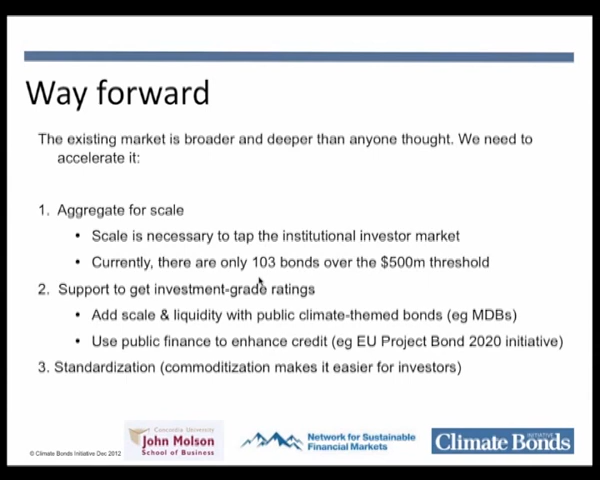 Way forward
The existing market is broader and deeper than anyone thought. We need to
accelerate it:
1. Aggregate for scale
• Scale is necessary to tap the institutional investor market
• Currently, there are only 103 bonds over the $500m threshold
2. Support to get investment-grade ratings
• Add scale & liquidity with public climate-themed bonds (eg MDBs)
• Use public finance to enhance credit (eg EU Project Bond 2020 initiative)
3. Standardization (commoditization makes it easier for investors)
© Climate Bonds Initiative Dec 2012
Concordia University
John Molson
School of Business
Network for Sustainable
Financial Markets
Climate Bonds
INITIATIVE